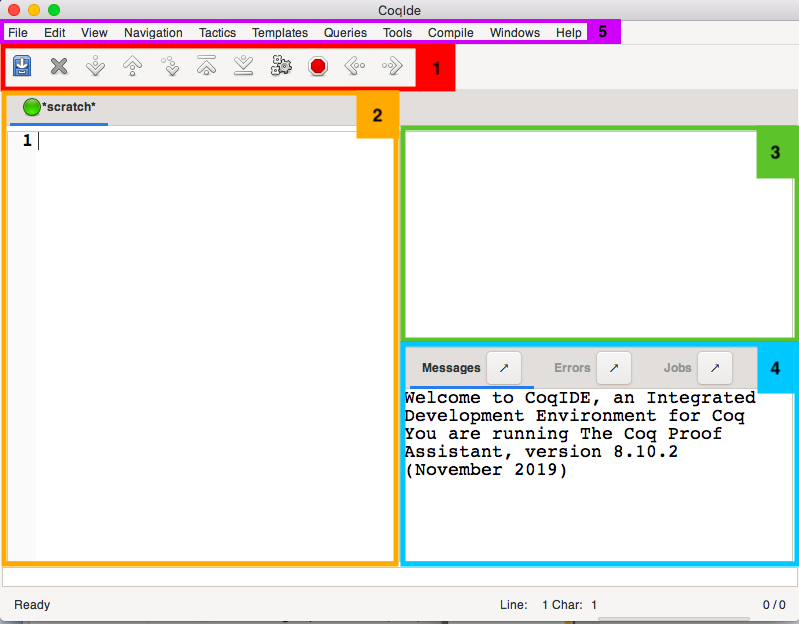 CoqIde
File Edit View Navigation Tactics Templates Queries Tools Compile Windows Help 5
1
*scratch* 2
1
3
Messages Errors Jobs 4
Welcome to CoqIDE, an Integrated
Development Environment for Coq
You are running The Coq Proof
Assistant, version 8.10.2
(November 2019)
Ready Line: 1 Char: 1 0 / 0